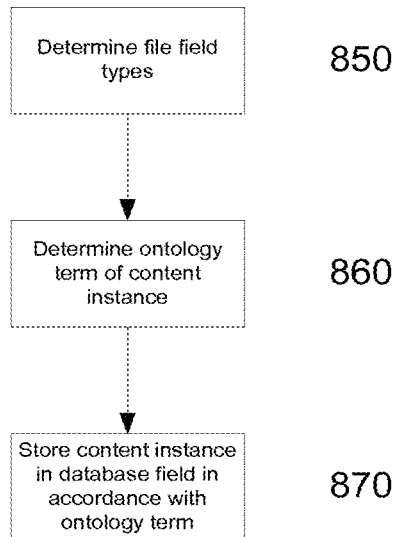 Determine file field
types
850
Determine ontology
term of content
instance
860
Store content instance
in database field in
accordance with
ontology term
870